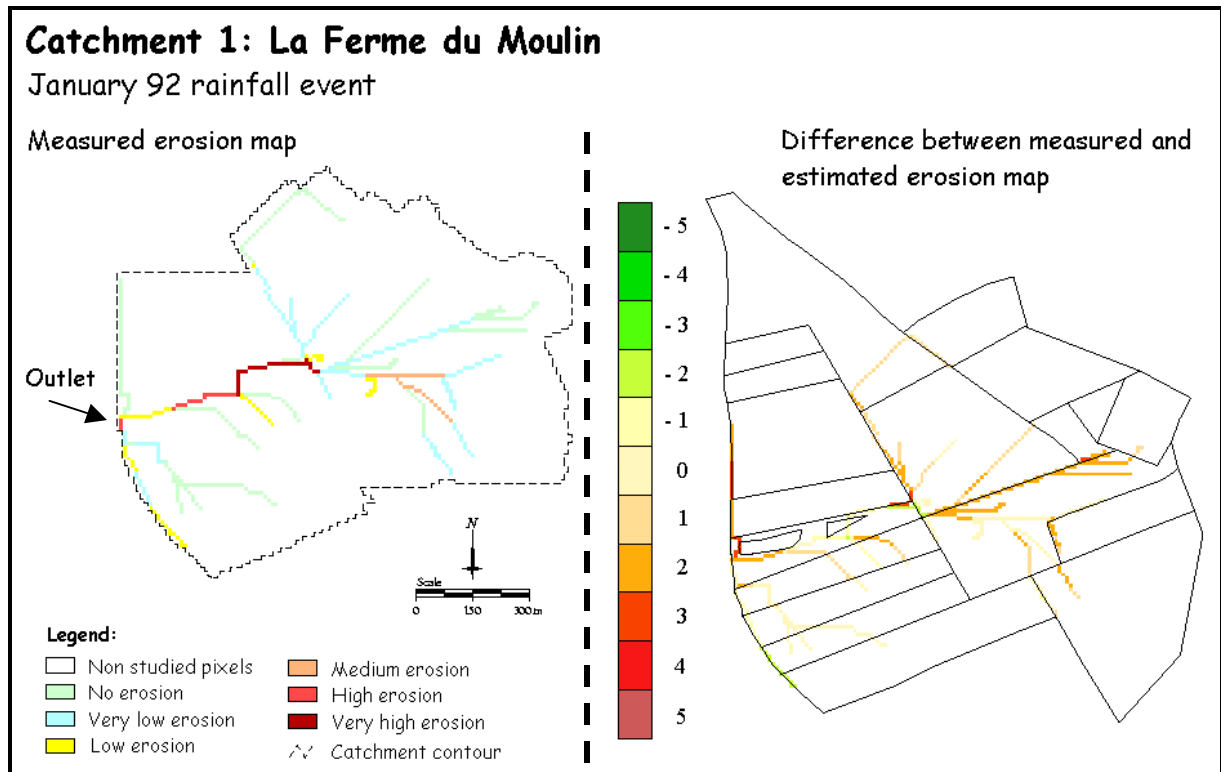 Catchment 1: La Ferme du Moulin
January 92 rainfall event
Measured erosion map
Outlet
N
Scale
0 150 300 m
Legend:
Non studied pixels
No erosion
Very low erosion
Low erosion
Medium erosion
High erosion
Very high erosion
Catchment contour
Difference between measured and
estimated erosion map
- 5
- 4
- 3
- 2
- 1
0
1
2
3
4
5